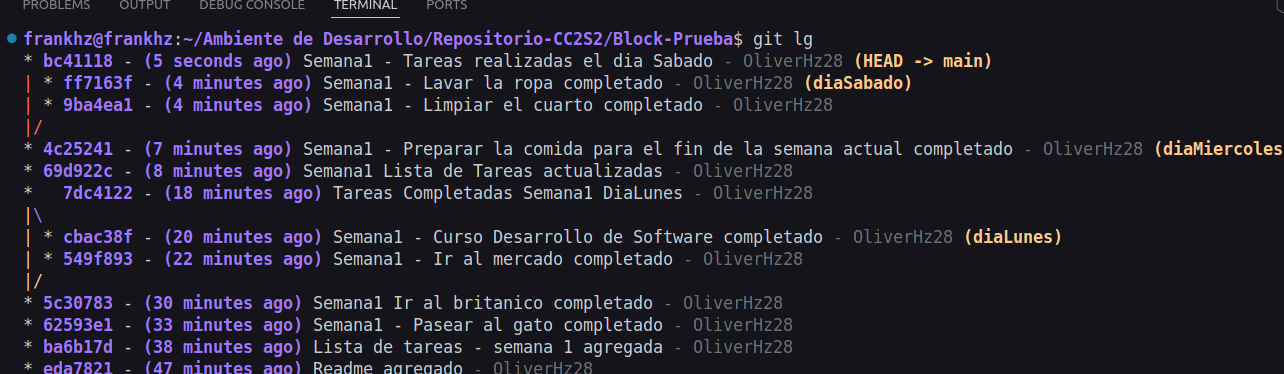 PROBLEMS OUTPUT DEBUG CONSOLE TERMINAL PORTS
frankhz@frankhz:~/Ambiente de Desarrollo/Repositorio-CC2S2/Block-Prueba$ git lg
* bc41118 - (5 seconds ago) Semana1 - Tareas realizadas el dia Sabado - OliverHz28 (HEAD -> main)
| * ff7163f - (4 minutes ago) Semana1 - Lavar la ropa completado - OliverHz28 (diaSabado)
| * 9ba4ea1 - (4 minutes ago) Semana1 - Limpiar el cuarto completado - OliverHz28
|/
* 4c25241 - (7 minutes ago) Semana1 - Preparar la comida para el fin de la semana actual completado - OliverHz28 (diaMiercoles
* 69d922c - (8 minutes ago) Semana1 Lista de Tareas actualizadas - OliverHz28
*   7dc4122 - (18 minutes ago) Tareas Completadas Semana1 DiaLunes - OliverHz28
|\
| * cbac38f - (20 minutes ago) Semana1 - Curso Desarrollo de Software completado - OliverHz28 (diaLunes)
| * 549f893 - (22 minutes ago) Semana1 - Ir al mercado completado - OliverHz28
|/
* 5c30783 - (30 minutes ago) Semana1 Ir al britanico completado - OliverHz28
* 62593e1 - (33 minutes ago) Semana1 - Pasear al gato completado - OliverHz28
* ba6b17d - (38 minutes ago) Lista de tareas - semana 1 agregada - OliverHz28
* eda7821 - (47 minutes ago) Readme agregado - OliverHz28